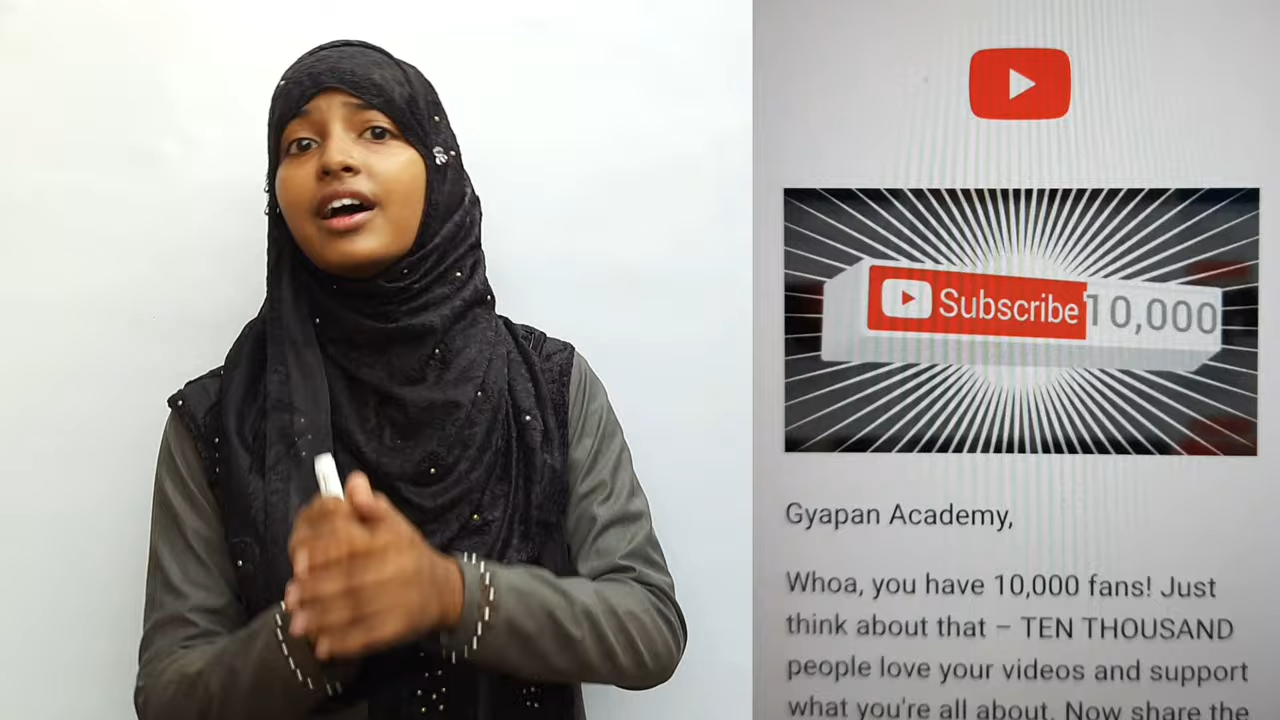 Subscribe 10,000
Gyapan Academy,
Whoa, you have 10,000 fans! Just
think about that – TEN THOUSAND
people love your videos and support
what you're all about. Now share the